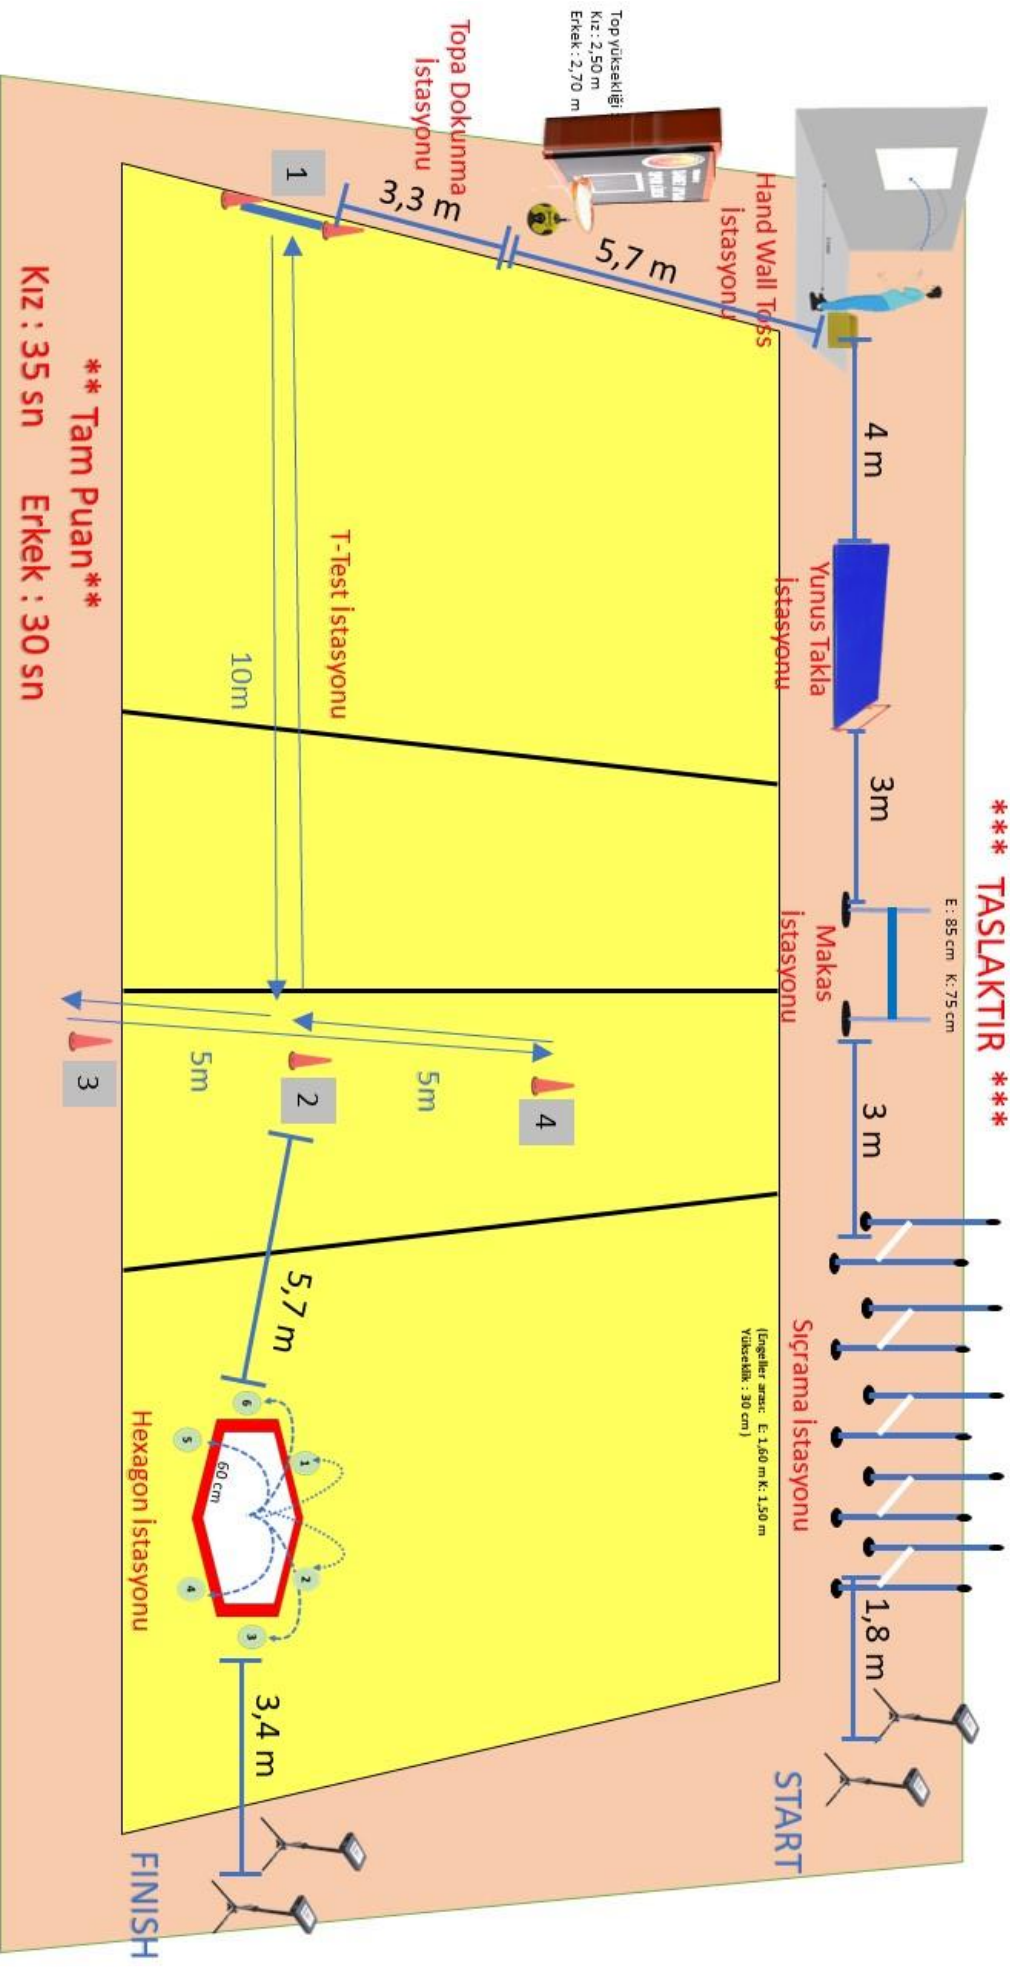 *** TASLAKTIR ***
E: 85 cm K: 75 cm
4 m
3m
3 m
1,8 m
Yunus Takla
İstasyonu
Makas
İstasyonu
Sıçrama İstasyonu
(Engeller arası: E: 1,60 m K: 1,50 m
Yükseklik : 30 cm)
START
Hand Wall Toss
İstasyonu
5,7 m
Top yüksekliği :
Kız : 2,50 m
Erkek : 2,70 m
Topa Dokunma
İstasyonu
3,3 m
1
T-Test İstasyonu
10m
4
5m
2
5m
3
5,7 m
1
2
3
4
5
6
60 cm
Hexagon İstasyonu
3,4 m
FINISH
** Tam Puan**
Kız : 35 sn Erkek : 30 sn